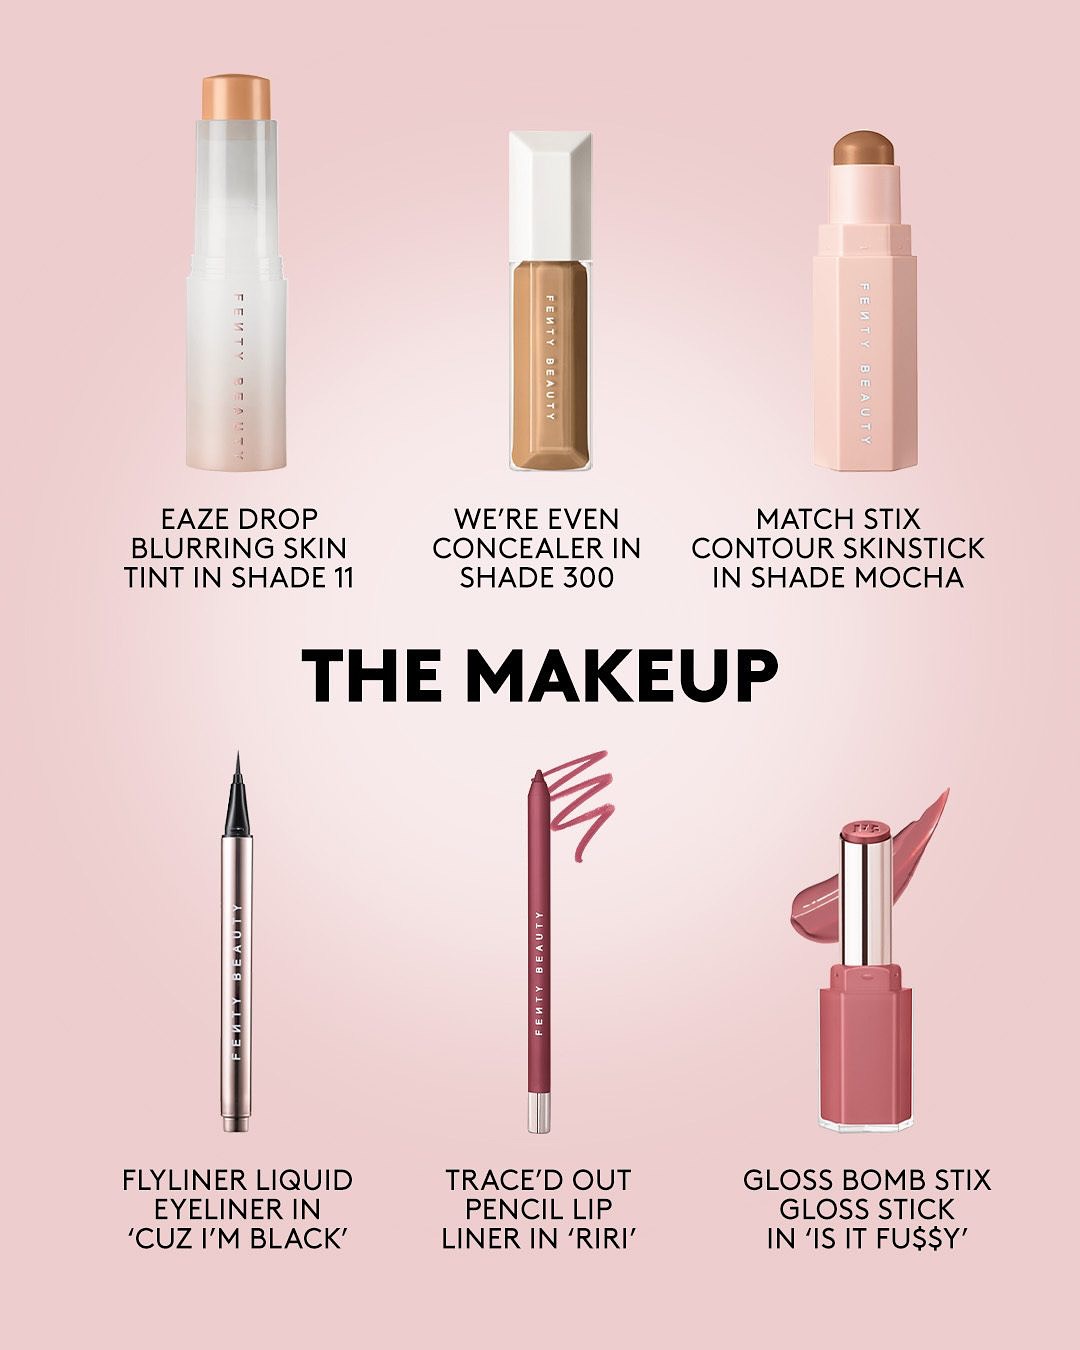 FENTY BEAUTY
FENTY BEAUTY
FENTY BEAUTY
EAZE DROP
BLURRING SKIN
TINT IN SHADE 11
WE’RE EVEN
CONCEALER IN
SHADE 300
MATCH STIX
CONTOUR SKINSTICK
IN SHADE MOCHA
THE MAKEUP
FENTY BEAUTY
FENTY BEAUTY
FLYLINER LIQUID
EYELINER IN
‘CUZ I’M BLACK’
TRACE’D OUT
PENCIL LIP
LINER IN ‘RIRI’
GLOSS BOMB STIX
GLOSS STICK
IN ‘IS IT FU$$Y’